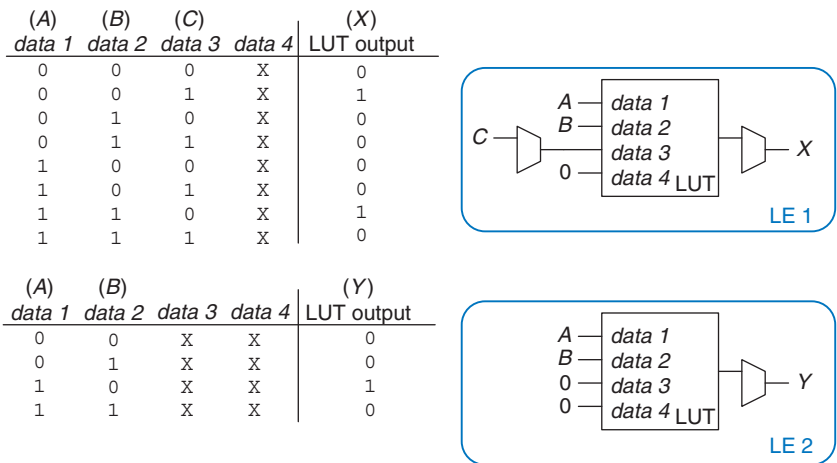 (A) (B) (C) (X)
data 1 data 2 data 3 data 4 LUT output
0 0 0 X 0
0 0 1 X 1
0 1 0 X 0
0 1 1 X 0
1 0 0 X 0
1 0 1 X 0
1 1 0 X 1
1 1 1 X 0
A data 1
B data 2
C data 3 X
0 data 4 LUT
LE 1
(A) (B) (Y)
data 1 data 2 data 3 data 4 LUT output
0 0 X X 0
0 1 X X 0
1 0 X X 1
1 1 X X 0
A data 1
B data 2
0 data 3 Y
0 data 4 LUT
LE 2